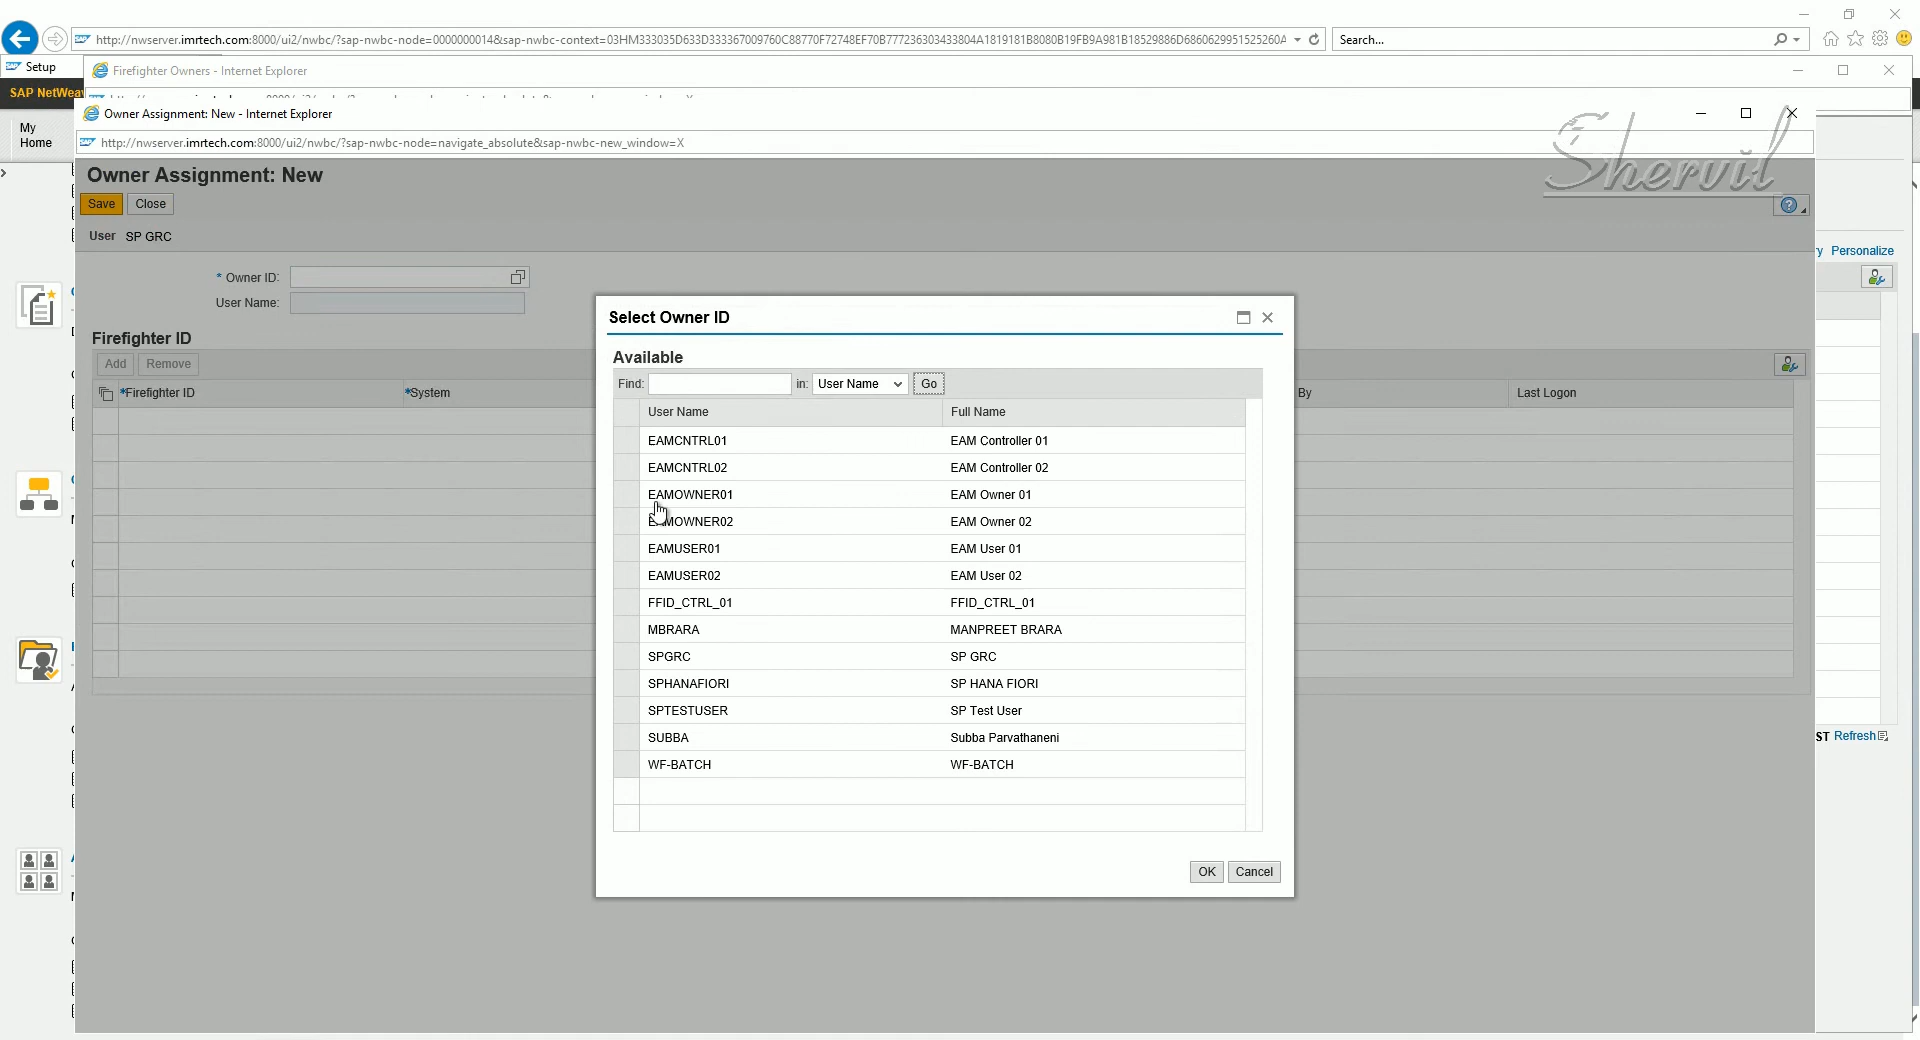 http://nwserver.imrtech.com:8000/ui2/nwbc/?sap-nwbc-node=0000000014&sap-nwbc-context=03HM333035D633D333367009760C88770F72748EF70B777236303433804A1819181B8080B19FB9A981B18529886D6860629951525260A
Search...
Setup
Firefighter Owners - Internet Explorer
SAP NetWea
Owner Assignment: New - Internet Explorer
http://nwserver.imrtech.com:8000/ui2/nwbc/?sap-nwbc-node=navigate_absolute&sap-nwbc-new_window=X
My
Home
Shervil
Owner Assignment: New
Save Close
User SP GRC
y Personalize
* Owner ID:
User Name:
Firefighter ID
Add Remove
*Firefighter ID *System By Last Logon
Select Owner ID
Available
Find: in: User Name Go
User Name Full Name
EAMCNTRL01 EAM Controller 01
EAMCNTRL02 EAM Controller 02
EAMOWNER01 EAM Owner 01
EAMOWNER02 EAM Owner 02
EAMUSER01 EAM User 01
EAMUSER02 EAM User 02
FFID_CTRL_01 FFID_CTRL_01
MBRARA MANPREET BRARA
SPGRC SP GRC
SPHANAFIORI SP HANA FIORI
SPTESTUSER SP Test User
SUBBA Subba Parvathaneni
WF-BATCH WF-BATCH
ST Refresh
OK Cancel